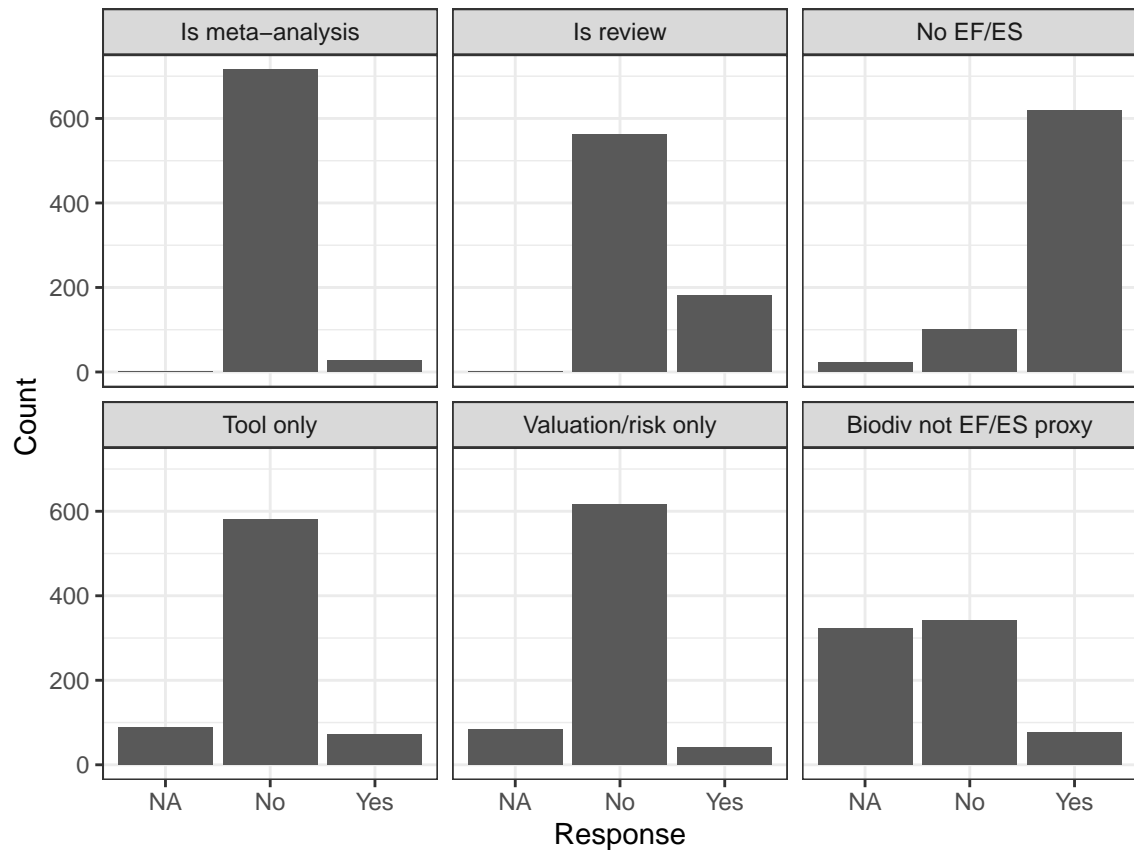 Is meta−analysis
Is review
No EF/ES
600
400
200
0
Count
Tool only
Valuation/risk only
Biodiv not EF/ES proxy
600
400
200
0
NA No Yes
NA No Yes
NA No Yes
Response